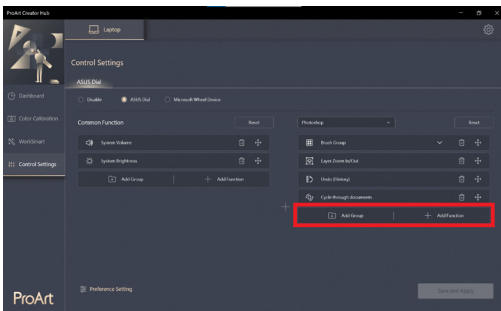 ProArt Creator Hub
Laptop
Control Settings
ASUS Dial
Dashboard
Disable
ASUS Dial
Microsoft Wheel Device
Color Calibration
Common Function
Reset
Photoshop
Reset
WorkSmart
System Volume
Brush Group
Control Settings
System Brightness
Layer Zoom In/Out
Add Group
Add Function
Undo (History)
Cycle through documents
Add Group
Add Function
Preference Setting
Save and Apply
ProArt